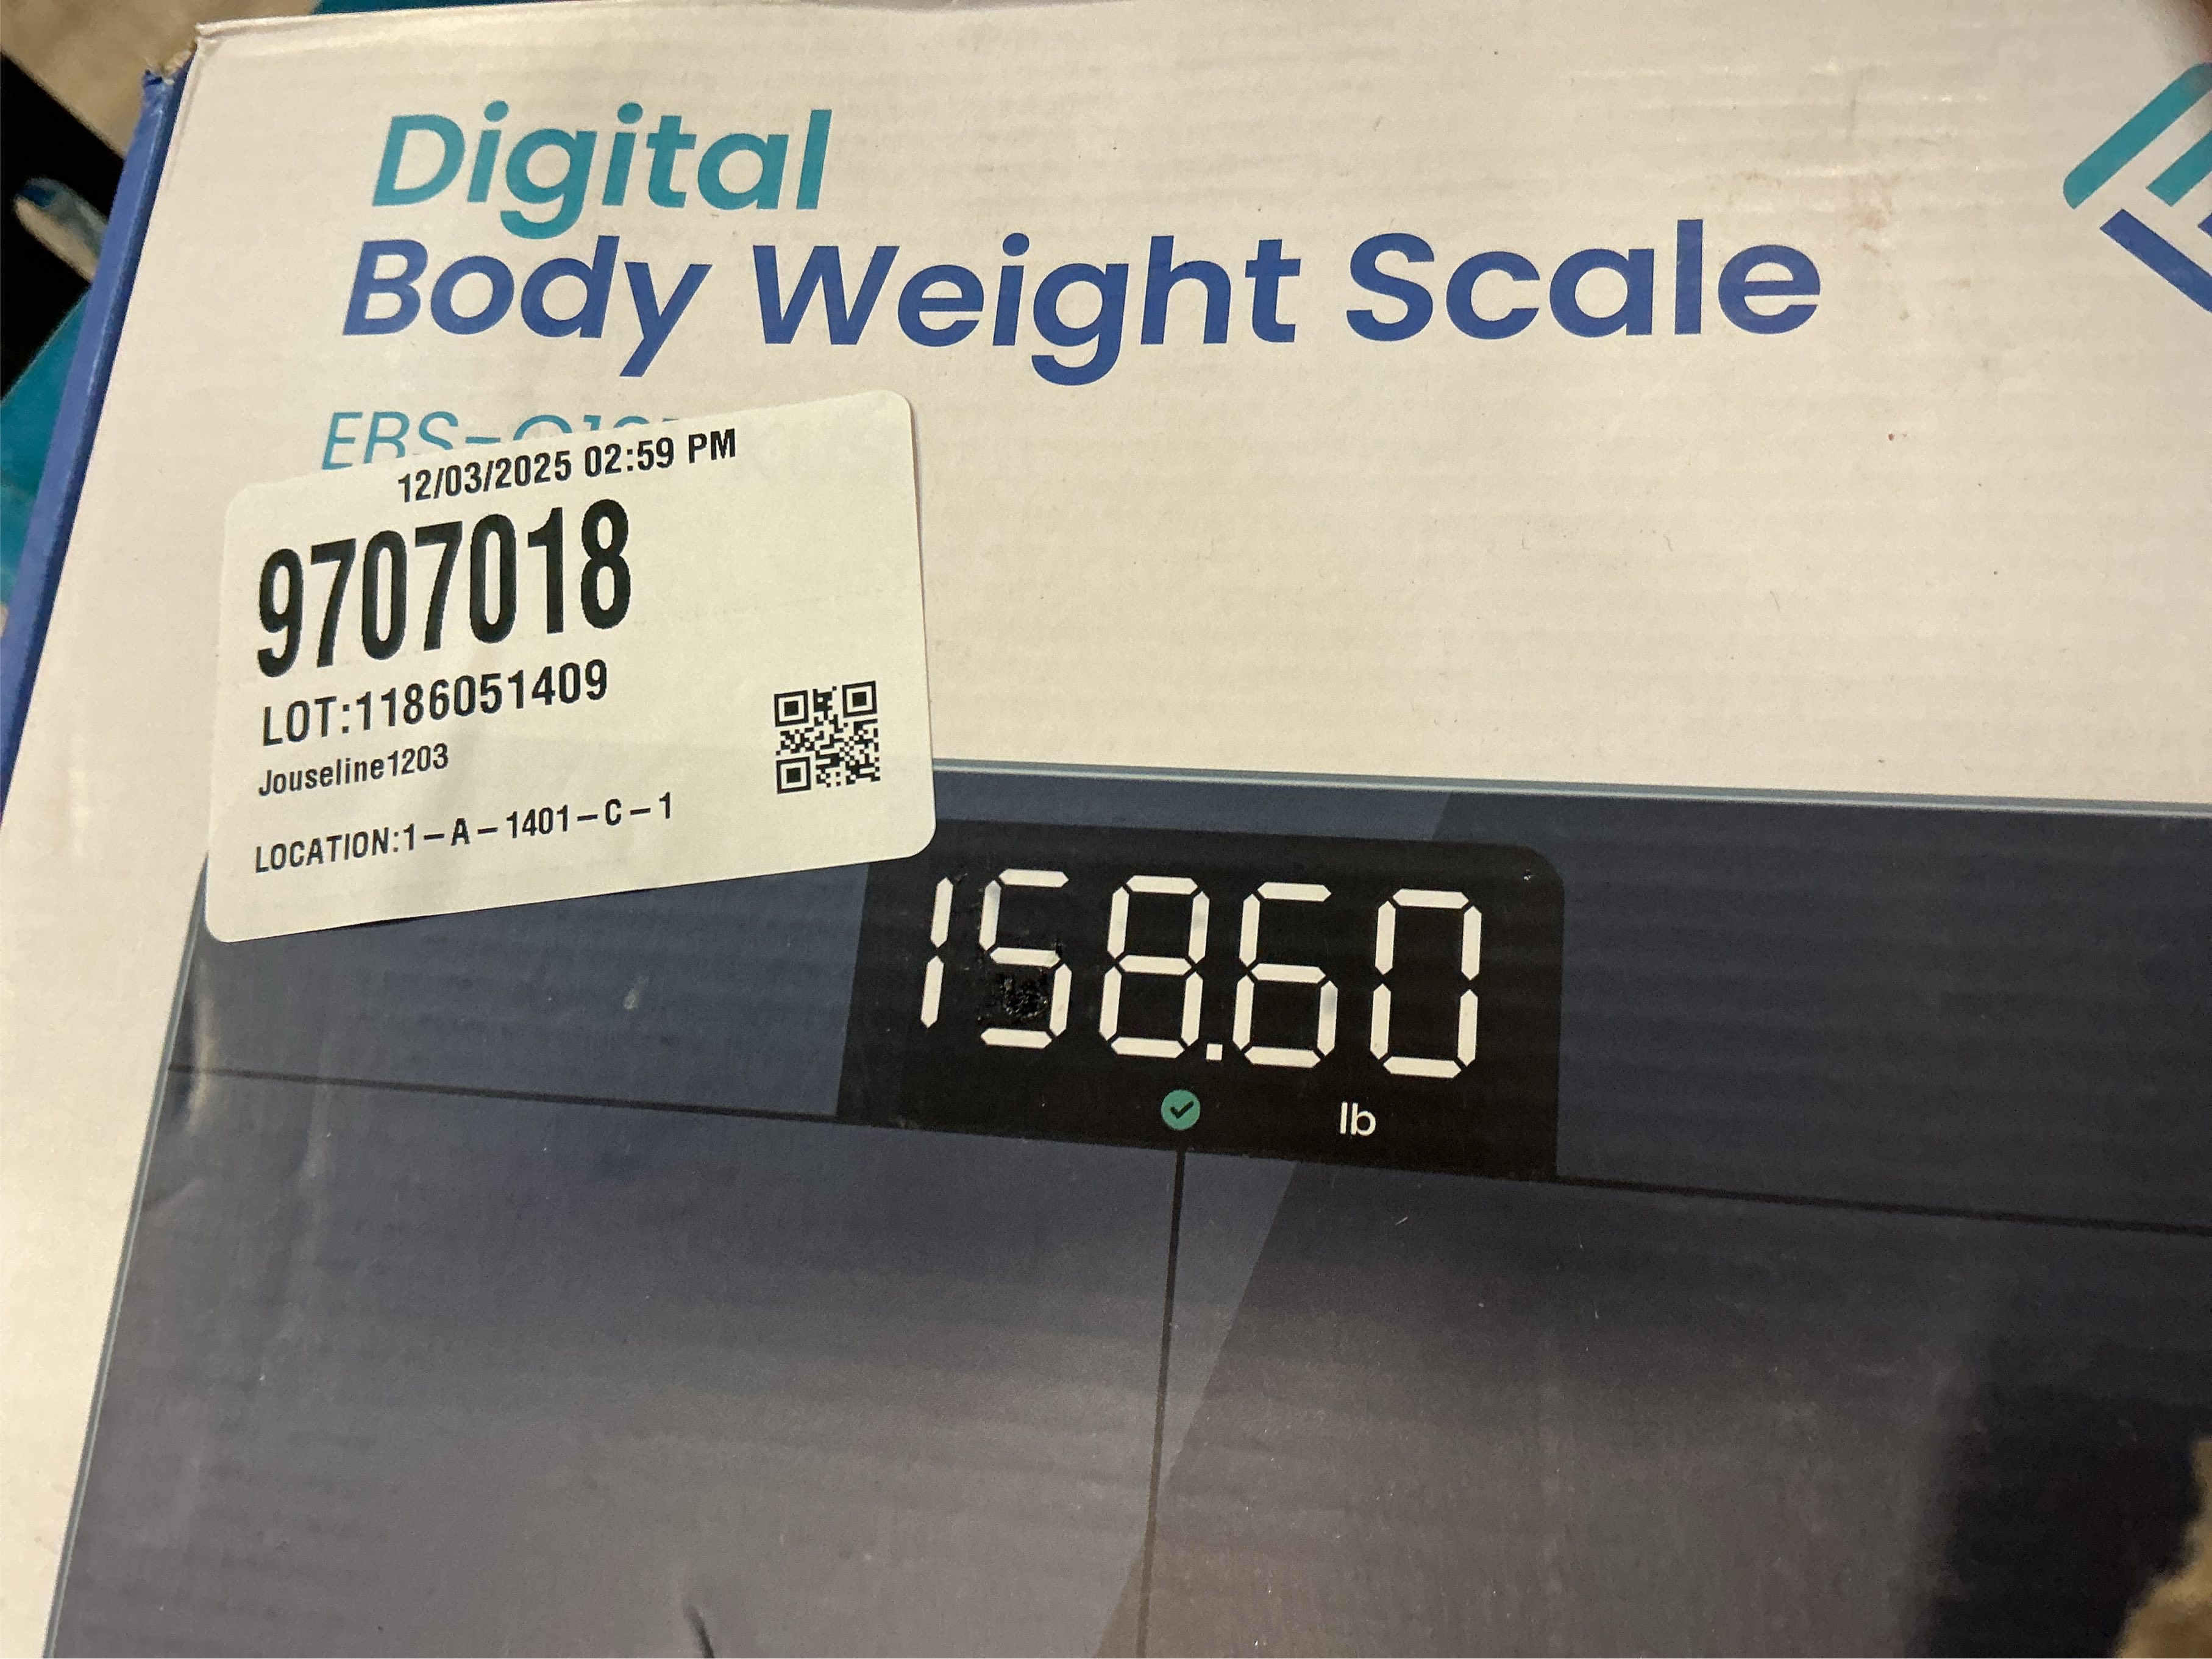 Digital
Body Weight Scale
12/03/2025 02:59 PM
9707018
LOT:1186051409
Jouseline1203
LOCATION:1-A-1401-C-1
158.60
lb